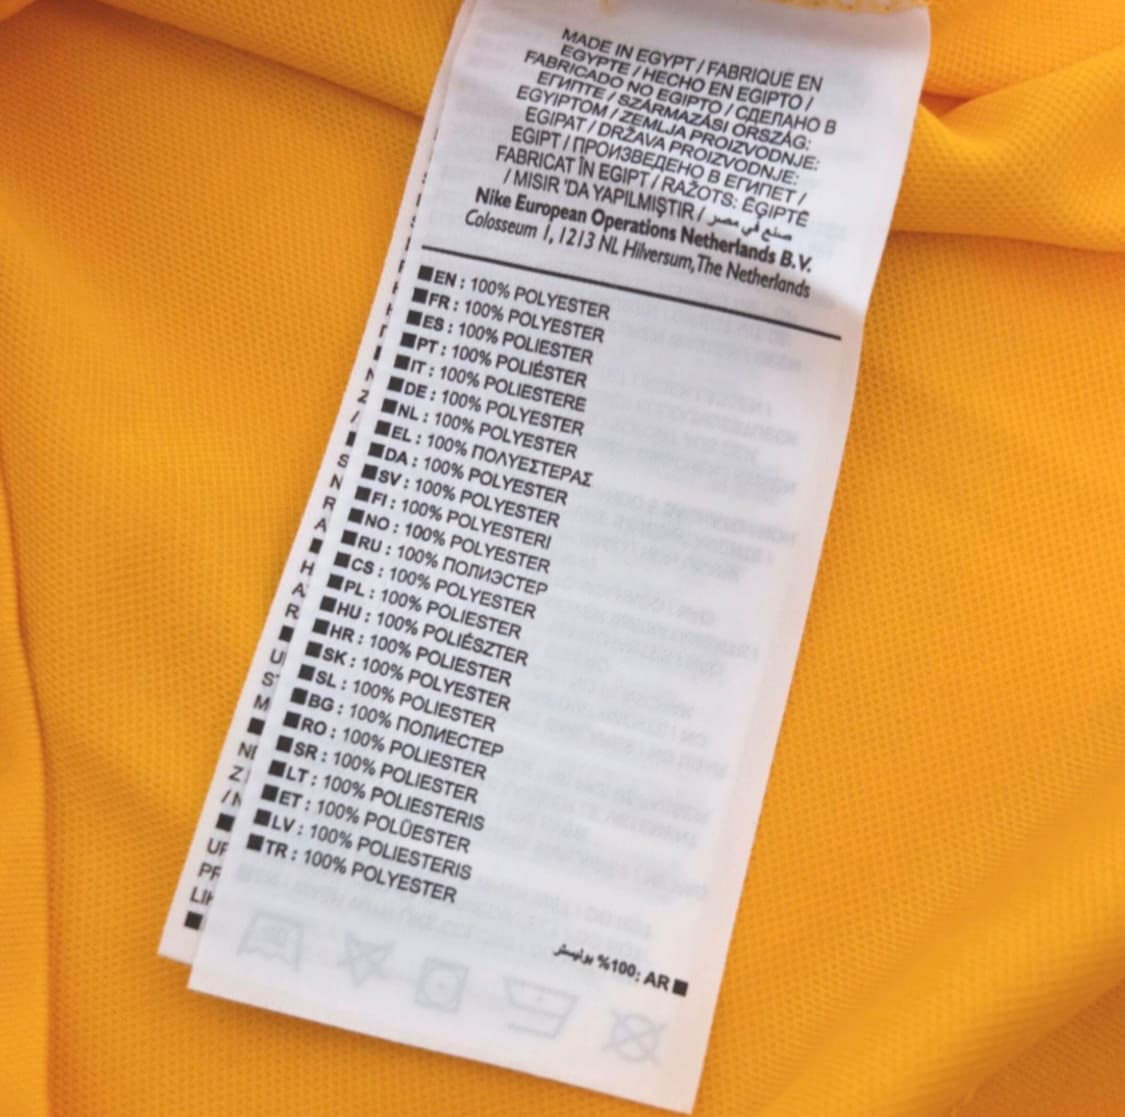 MADE IN EGYPT / FABRIQUÉ EN
EGYPTE / HECHO EN EGIPTO /
FABRICADO NO EGIPTO / СДЕЛАНО В
ЕГИПТЕ / SZÁRMAZÁSI ORSZÁG:
EGYIPTOM / ZEMLJA PROIZVODNJE:
EGIPAT / DRŽAVA PROIZVODNJE:
EGIPT / ПРОИЗВЕДЕНО В ЕГИПЕТ /
FABRICAT ÎN EGIPT / RAŽOTS: ĒĢIPTĒ
/ MISIR 'DA YAPILMIŞTIR / صنع في مصر
Nike European Operations Netherlands B.V.
Colosseum 1, 1213 NL Hilversum, The Netherlands
■EN : 100% POLYESTER
■FR : 100% POLYESTER
■ES : 100% POLIESTER
■PT : 100% POLIÉSTER
■IT : 100% POLIESTERE
■DE : 100% POLYESTER
■NL : 100% POLYESTER
■EL : 100% ΠΟΛΥΕΣΤΕΡΑΣ
■DA : 100% POLYESTER
■SV : 100% POLYESTER
■FI : 100% POLYESTERI
■NO : 100% POLYESTER
■RU : 100% ПОЛИЭСТЕР
■CS : 100% POLYESTER
■PL : 100% POLIESTER
■HU : 100% POLIÉSZTER
■HR : 100% POLIESTER
■SK : 100% POLYESTER
■SL : 100% POLIESTER
■BG : 100% ПОЛИЕСТЕР
■RO : 100% POLIESTER
■SR : 100% POLIESTER
■LT : 100% POLIESTERIS
■ET : 100% POLÜESTER
■LV : 100% POLIESTERIS
■TR : 100% POLYESTER
■ AR :100% بوليستر